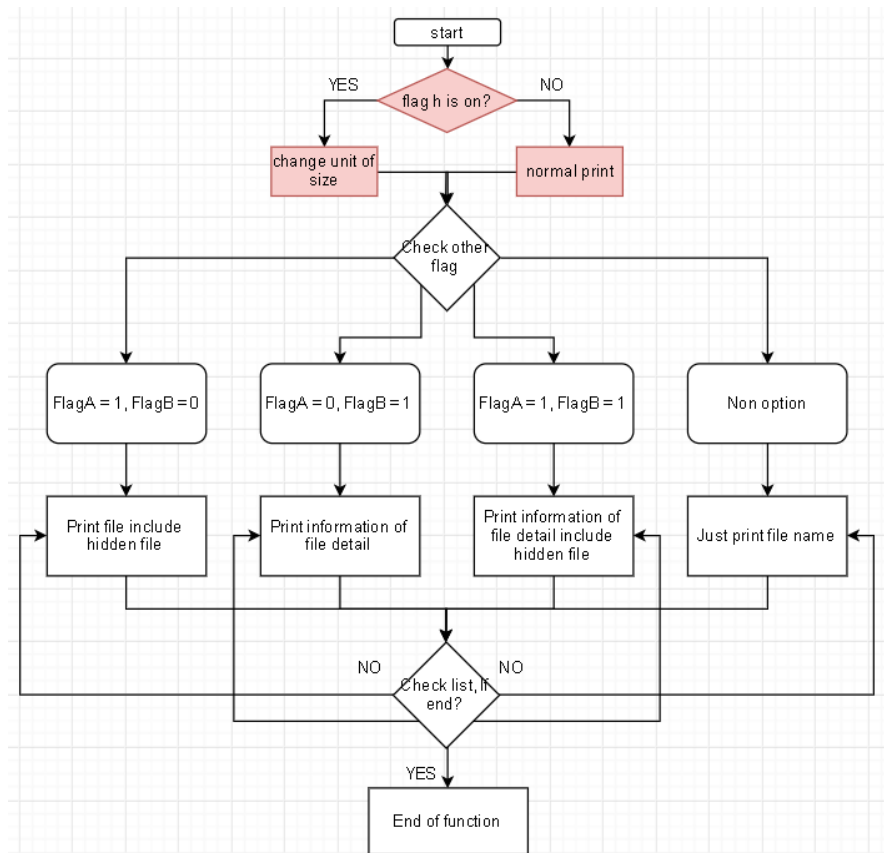 start
YES
NO
flag h is on?
change unit of
size
normal print
Check other
flag
FlagA = 1, FlagB =0
FlagA = 0, FlagB = 1
FlagA = 1, FlagB = 1
Non option
Print file include
hidden file
Print information of
file detail
Print information of
file detail include
hidden file
Just print file name
NO
NO
Check list, If
end?
YES
End of function